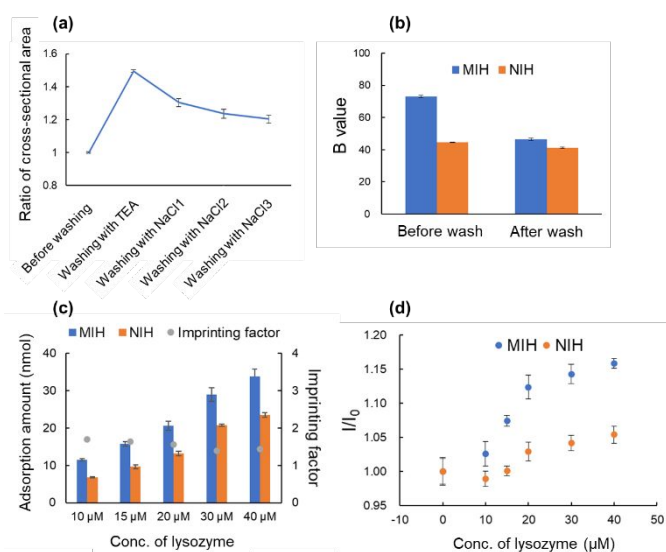 (a)
Ratio of cross-sectional area
1.6
1.4
1.2
1
0.8
Before washing
Washing with TEA
Washing with NaCl1
Washing with NaCl2
Washing with NaCl3
(b)
B value
100
80
60
40
20
0
MIH NIH
Before wash After wash
(c)
MIH NIH Imprinting factor
Adsorption amount (nmol)
40
30
20
10
0
4
3
2
1
0
Imprinting factor
10 µM 15 µM 20 µM 30 µM 40 µM
Conc. of lysozyme
(d)
I/I0
1.20
1.15
1.10
1.05
1.00
0.95
MIH NIH
-10 0 10 20 30 40 50
Conc. of lysozyme (µM)